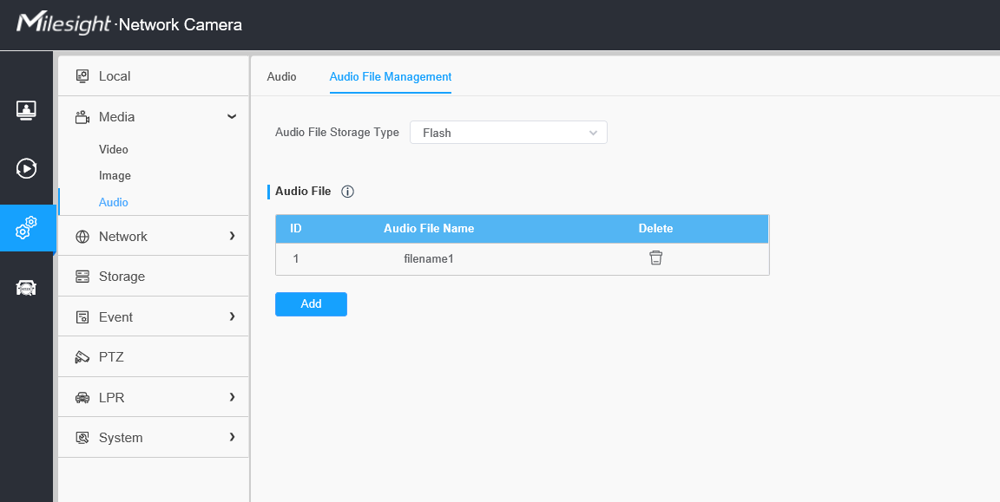 Milesight · Network Camera
Local
Media
Video
Image
Audio
Network
Storage
Event
PTZ
LPR
System
Audio Audio File Management
Audio File Storage Type Flash
Audio File
ID Audio File Name Delete
1 filename1
Add